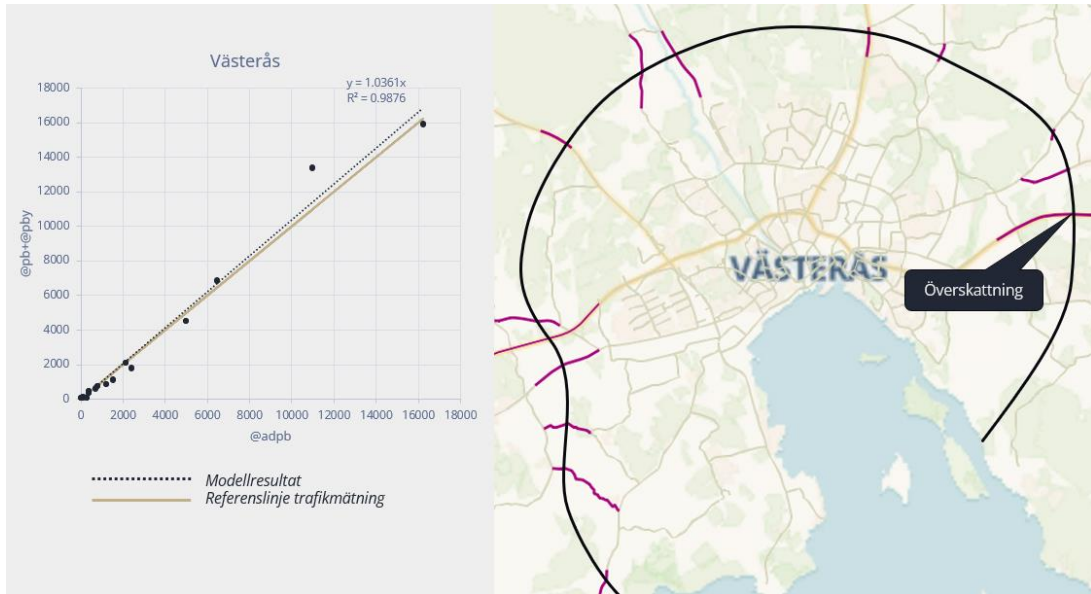 Västerås
y = 1.0361x
R² = 0.9876
18000
16000
14000
12000
10000
8000
6000
4000
2000
0
@pb+@pby
0 2000 4000 6000 8000 10000 12000 14000 16000 18000
@adpb
Modellresultat
Referenslinje trafikmätning
VÄSTERÅS
Överskattning